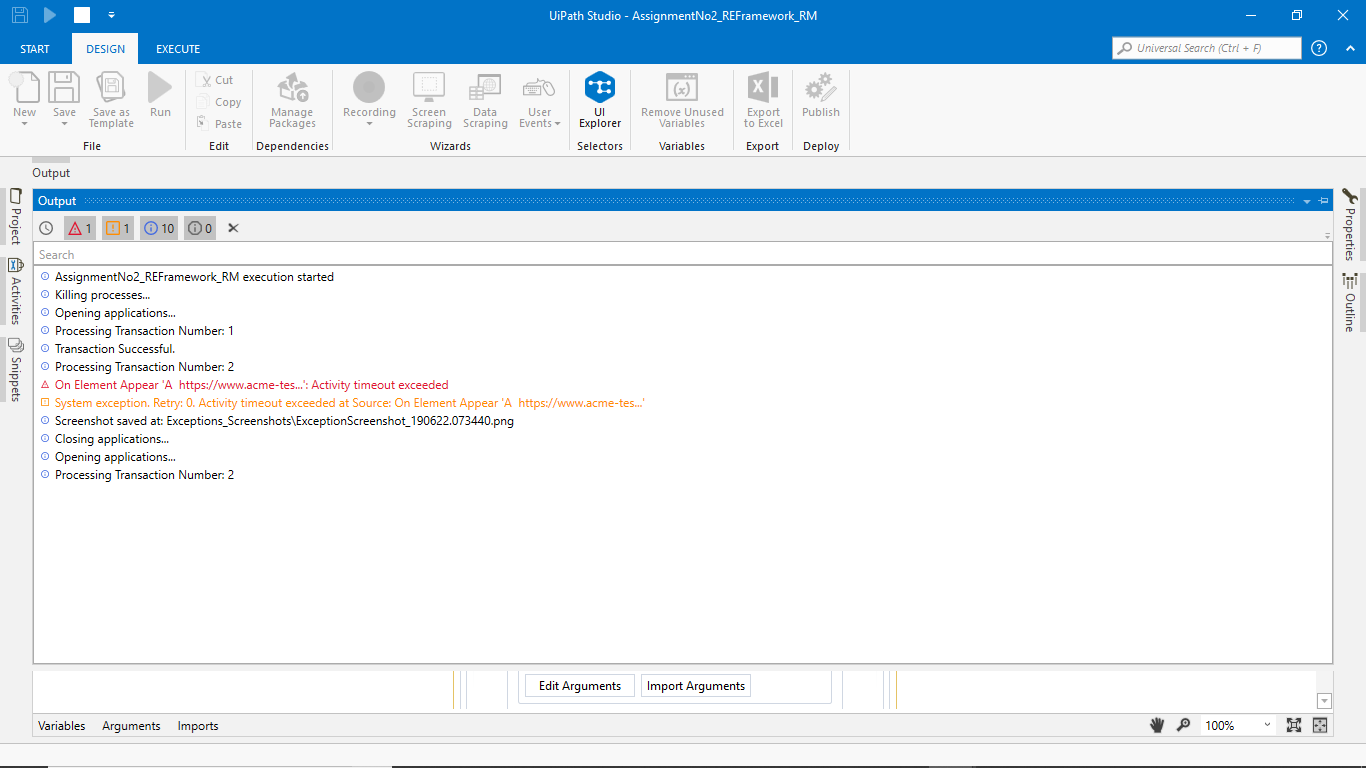 UiPath Studio - AssignmentNo2_REFramework_RM
START DESIGN EXECUTE
Universal Search (Ctrl + F)
New
Save
Save as Template
Run
File
Cut
Copy
Paste
Edit
Manage Packages
Dependencies
Recording
Screen Scraping
Data Scraping
User Events
Wizards
UI Explorer
Selectors
Remove Unused Variables
Variables
Export to Excel
Export
Publish
Deploy
Output
Project
Activities
Snippets
Output
1 1 10 0
Search
AssignmentNo2_REFramework_RM execution started
Killing processes...
Opening applications...
Processing Transaction Number: 1
Transaction Successful.
Processing Transaction Number: 2
On Element Appear 'A  https://www.acme-tes...': Activity timeout exceeded
System exception. Retry: 0. Activity timeout exceeded at Source: On Element Appear 'A  https://www.acme-tes...'
Screenshot saved at: Exceptions_Screenshots\ExceptionScreenshot_190622.073440.png
Closing applications...
Opening applications...
Processing Transaction Number: 2
Properties
Outline
Edit Arguments Import Arguments
Variables Arguments Imports
100%